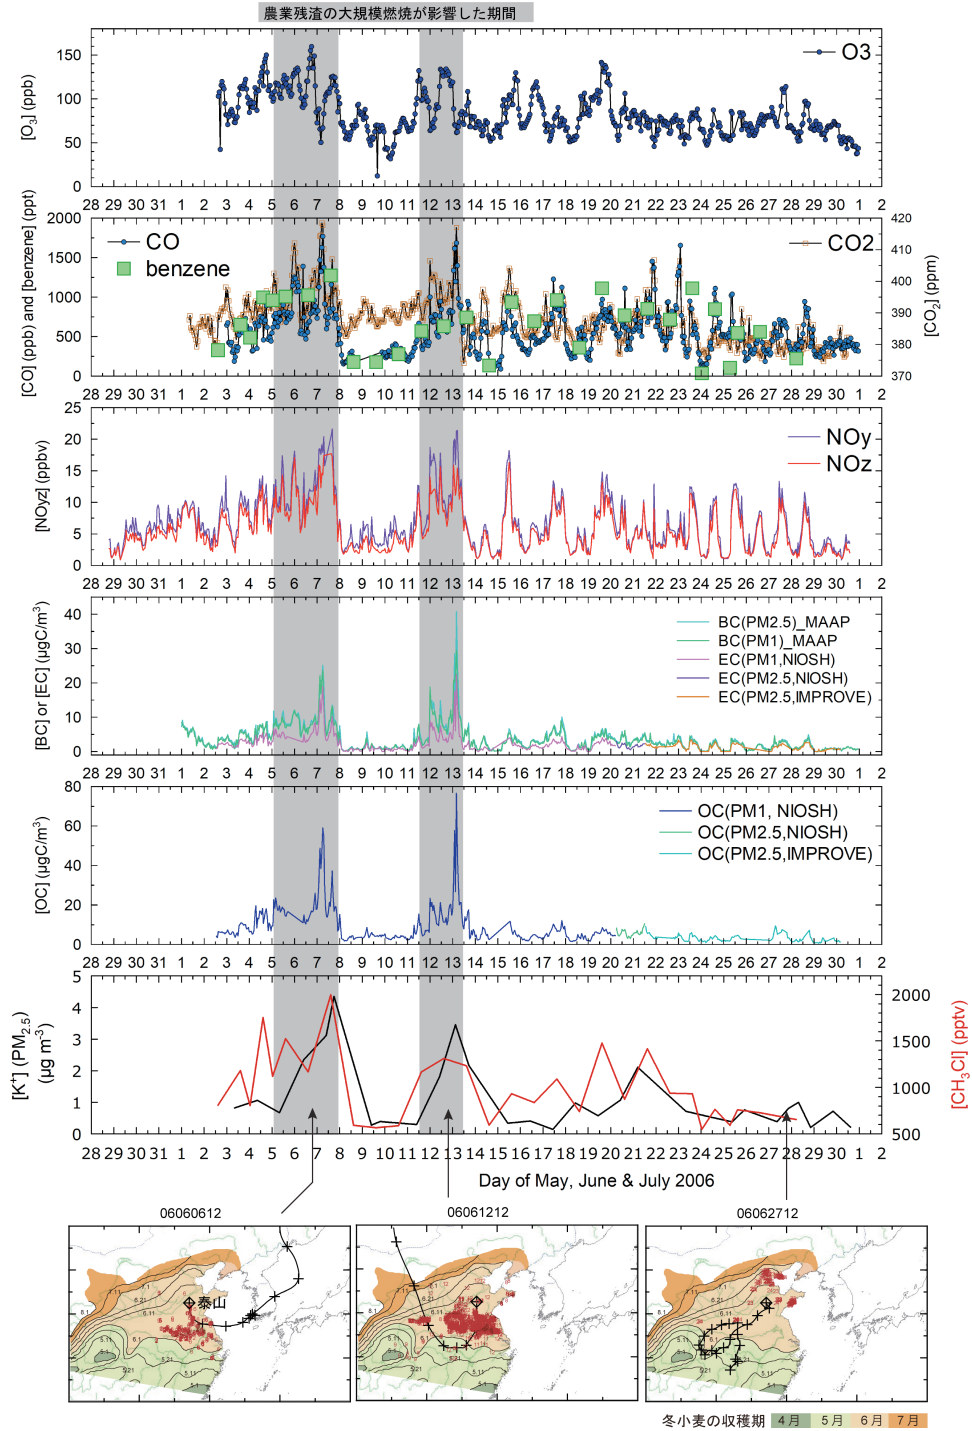 農業残渣の大規模燃焼が影響した期間
O3
[O₃] (ppb)
150
100
50
0
28 29 30 31 1 2 3 4 5 6 7 8 9 10 11 12 13 14 15 16 17 18 19 20 21 22 23 24 25 26 27 28 29 30 1 2
[CO] (ppb) and [benzene] (ppt)
2000
1500
1000
500
0
CO
benzene
CO2
420
410
400
390
380
370
[CO₂] (ppm)
28 29 30 31 1 2 3 4 5 6 7 8 9 10 11 12 13 14 15 16 17 18 19 20 21 22 23 24 25 26 27 28 29 30 1 2
[NOyz] (ppbv)
25
20
15
10
5
0
NOy
NOz
28 29 30 31 1 2 3 4 5 6 7 8 9 10 11 12 13 14 15 16 17 18 19 20 21 22 23 24 25 26 27 28 29 30 1 2
[BC] or [EC] (μgC/m³)
40
30
20
10
0
BC(PM2.5)_MAAP
BC(PM1)_MAAP
EC(PM1,NIOSH)
EC(PM2.5,NIOSH)
EC(PM2.5,IMPROVE)
28 29 30 31 1 2 3 4 5 6 7 8 9 10 11 12 13 14 15 16 17 18 19 20 21 22 23 24 25 26 27 28 29 30 1 2
[OC] (μgC/m³)
80
60
40
20
0
OC(PM1, NIOSH)
OC(PM2.5,NIOSH)
OC(PM2.5,IMPROVE)
28 29 30 31 1 2 3 4 5 6 7 8 9 10 11 12 13 14 15 16 17 18 19 20 21 22 23 24 25 26 27 28 29 30 1 2
[K⁺] (PM₂.₅)
(μg m⁻³)
5
4
3
2
1
0
2000
1500
1000
500
[CH₃Cl] (pptv)
28 29 30 31 1 2 3 4 5 6 7 8 9 10 11 12 13 14 15 16 17 18 19 20 21 22 23 24 25 26 27 28 29 30 1 2
Day of May, June & July 2006
06060612
06061212
06062712
泰山
冬小麦の収穫期 4月 5月 6月 7月